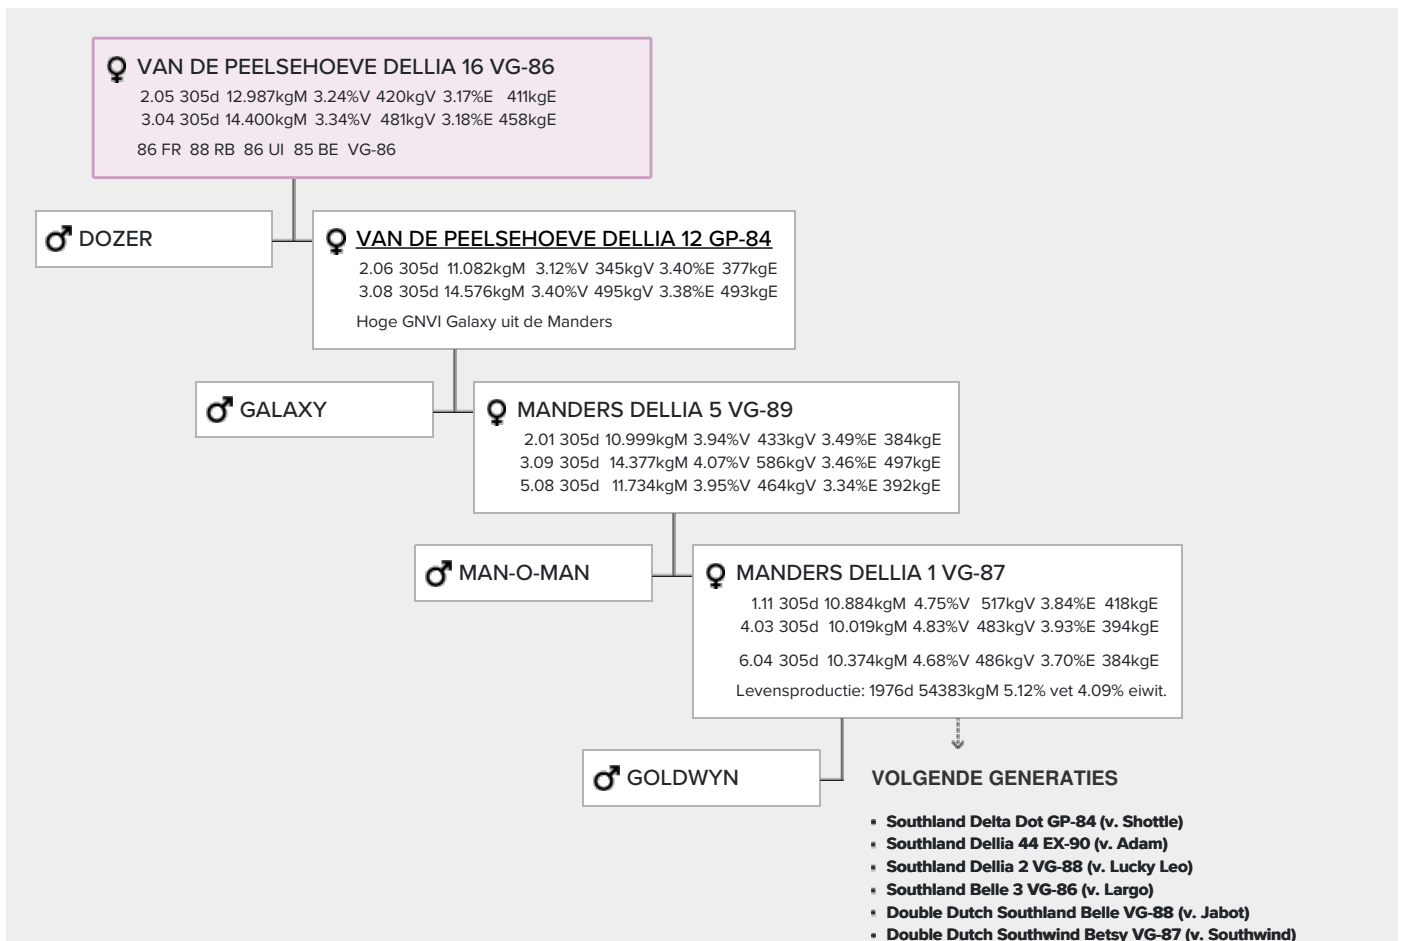 VAN DE PEELSEHOEVE DELLIA 16 VG-86
2.05 305d 12.987kgM 3.24%V 420kgV 3.17%E 411kgE
3.04 305d 14.400kgM 3.34%V 481kgV 3.18%E 458kgE
86 FR 88 RB 86 UI 85 BE VG-86
DOZER
VAN DE PEELSEHOEVE DELLIA 12 GP-84
2.06 305d 11.082kgM 3.12%V 345kgV 3.40%E 377kgE
3.08 305d 14.576kgM 3.40%V 495kgV 3.38%E 493kgE
Hoge GNVI Galaxy uit de Manders
GALAXY
MANDERS DELLIA 5 VG-89
2.01 305d 10.999kgM 3.94%V 433kgV 3.49%E 384kgE
3.09 305d 14.377kgM 4.07%V 586kgV 3.46%E 497kgE
5.08 305d 11.734kgM 3.95%V 464kgV 3.34%E 392kgE
MAN-O-MAN
MANDERS DELLIA 1 VG-87
1.11 305d 10.884kgM 4.75%V 517kgV 3.84%E 418kgE
4.03 305d 10.019kgM 4.83%V 483kgV 3.93%E 394kgE
6.04 305d 10.374kgM 4.68%V 486kgV 3.70%E 384kgE
Levensproductie: 1976d 54383kgM 5.12% vet 4.09% eiwit.
GOLDWYN
VOLGENDE GENERATIES
Southland Delta Dot GP-84 (v. Shottle)
Southland Dellia 44 EX-90 (v. Adam)
Southland Dellia 2 VG-88 (v. Lucky Leo)
Southland Belle 3 VG-86 (v. Largo)
Double Dutch Southland Belle VG-88 (v. Jabot)
Double Dutch Southwind Betsy VG-87 (v. Southwind)